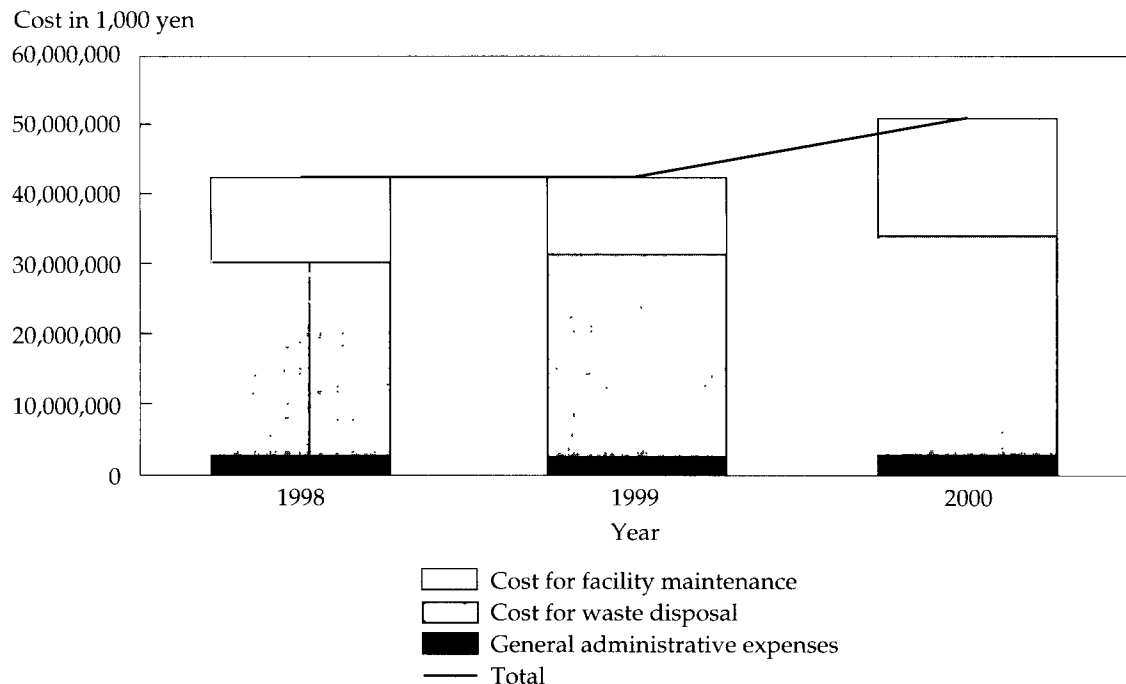 Cost in 1,000 yen
60,000,000
50,000,000
40,000,000
30,000,000
20,000,000
10,000,000
0
1998 1999 2000
Year
Cost for facility maintenance
Cost for waste disposal
General administrative expenses
Total